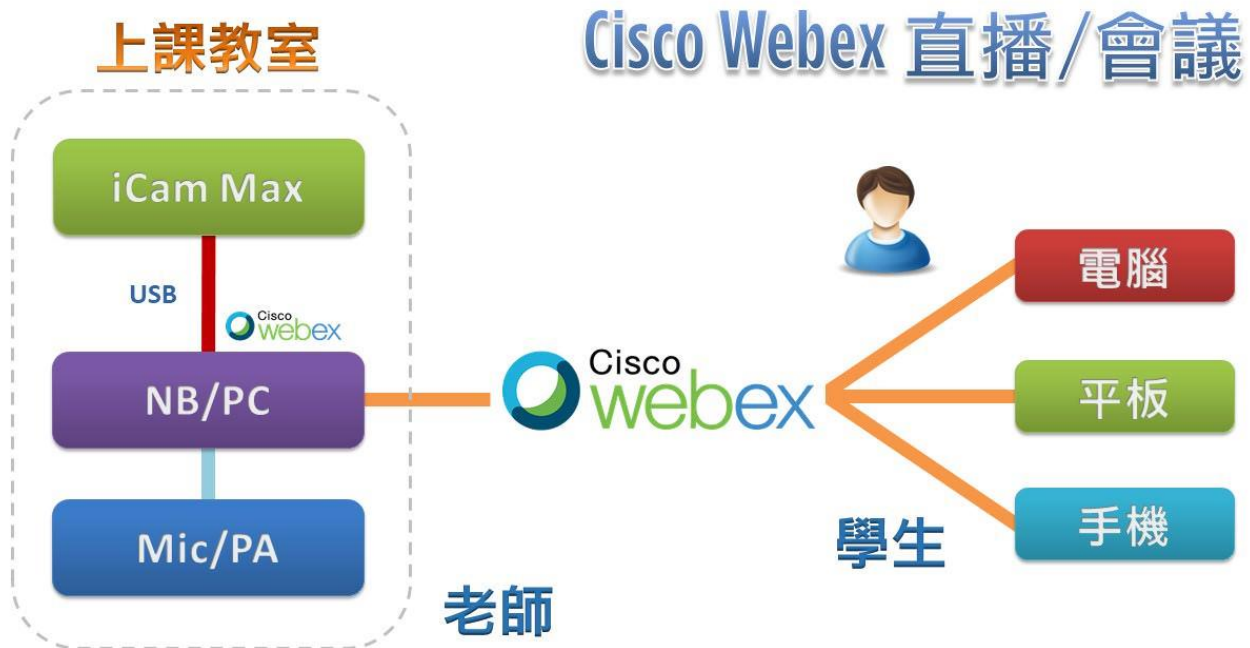 上課教室
Cisco Webex 直播/會議
iCam Max
USB
Cisco
webex
NB/PC
Mic/PA
老師
Cisco
webex
學生
電腦
平板
手機